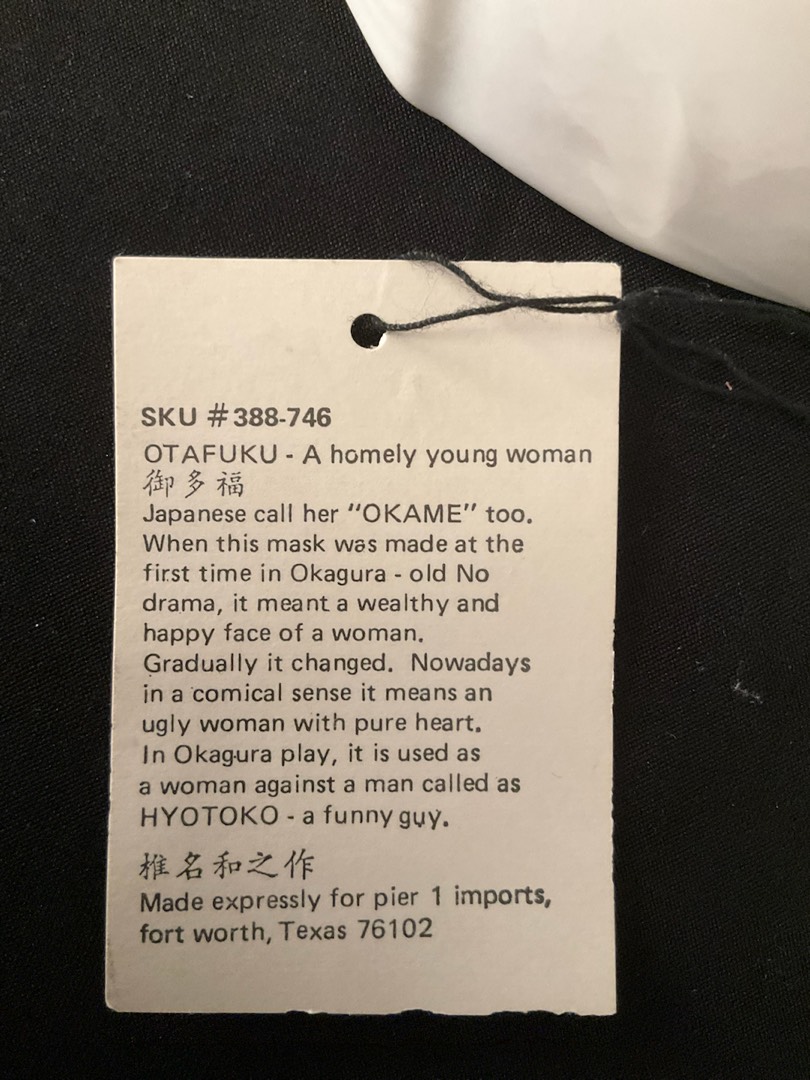 SKU #388-746
OTAFUKU - A homely young woman
御多福
Japanese call her "OKAME" too.
When this mask was made at the
first time in Okagura - old No
drama, it meant a wealthy and
happy face of a woman.
Gradually it changed. Nowadays
in a comical sense it means an
ugly woman with pure heart.
In Okagura play, it is used as
a woman against a man called as
HYOTOKO - a funny guy.
椎名和之作
Made expressly for pier 1 imports,
fort worth, Texas 76102